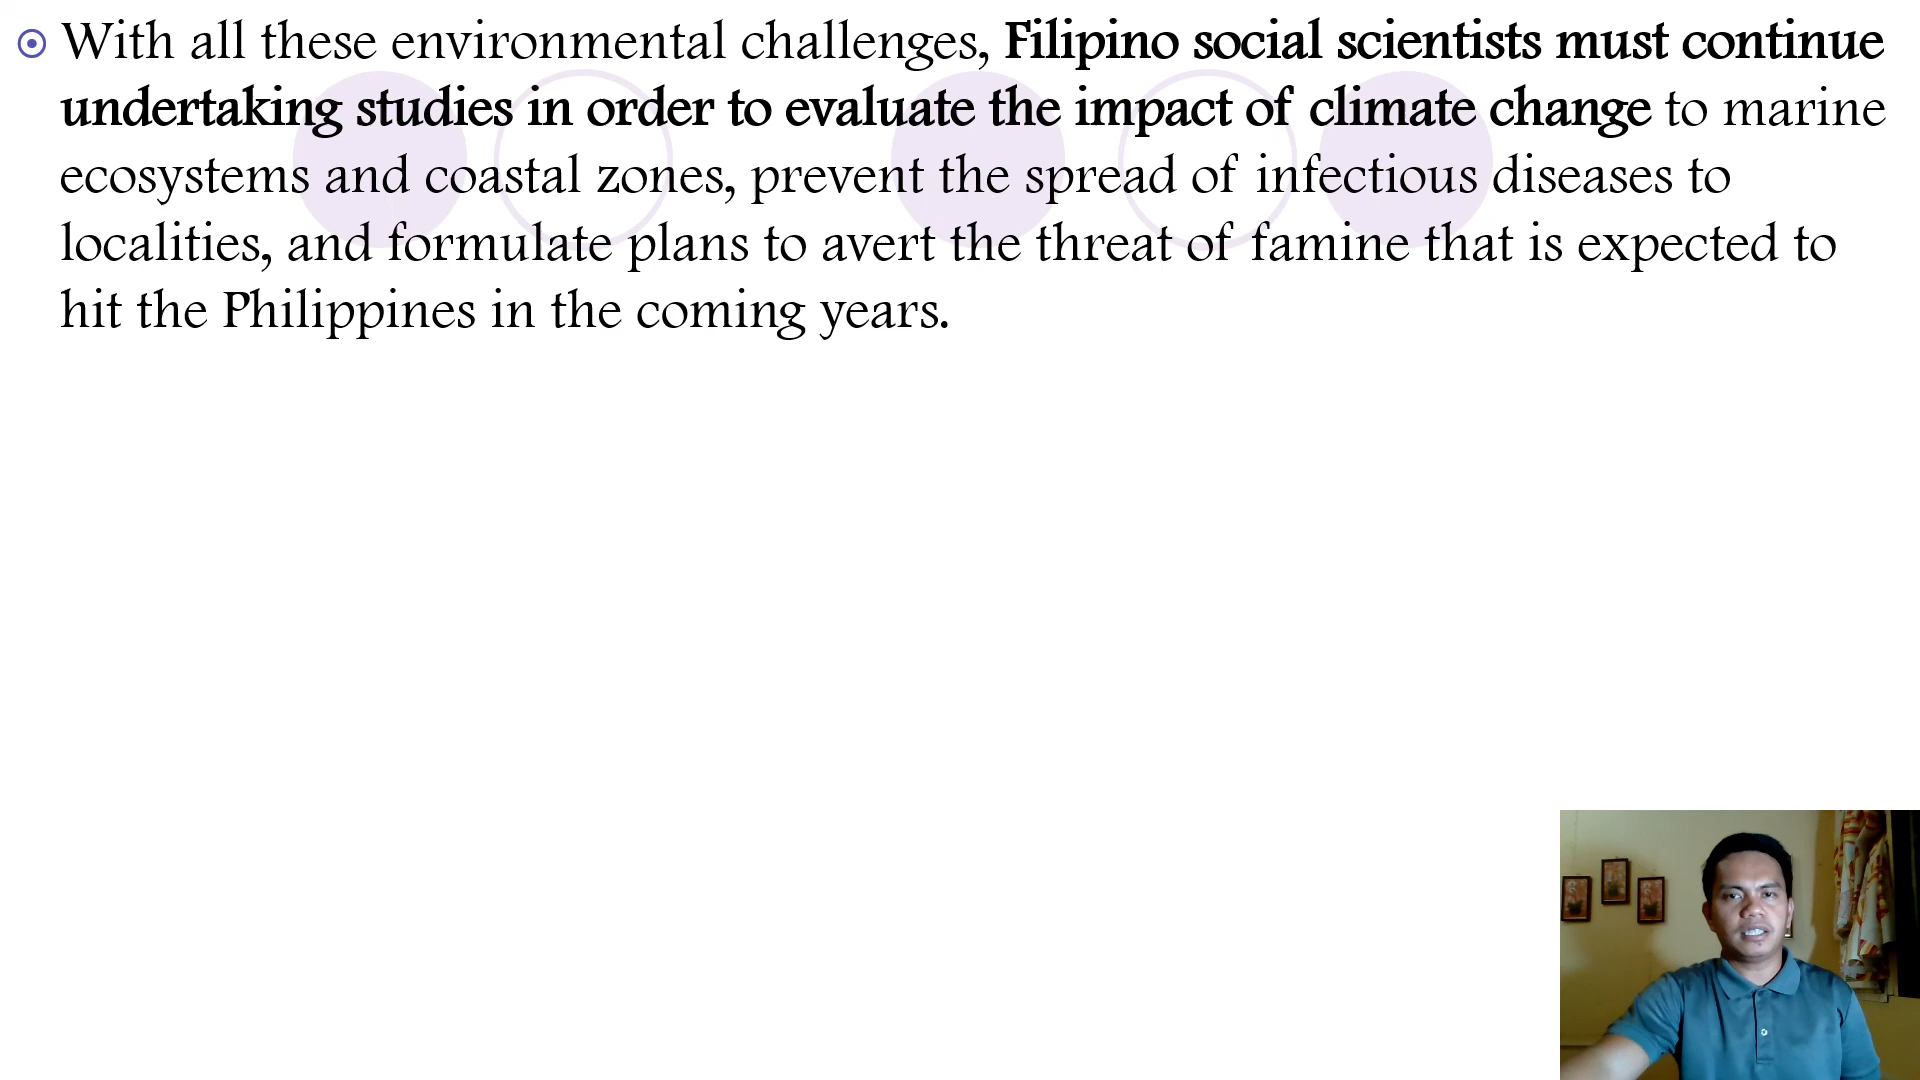 With all these environmental challenges, Filipino social scientists must continue
undertaking studies in order to evaluate the impact of climate change to marine
ecosystems and coastal zones, prevent the spread of infectious diseases to
localities, and formulate plans to avert the threat of famine that is expected to
hit the Philippines in the coming years.